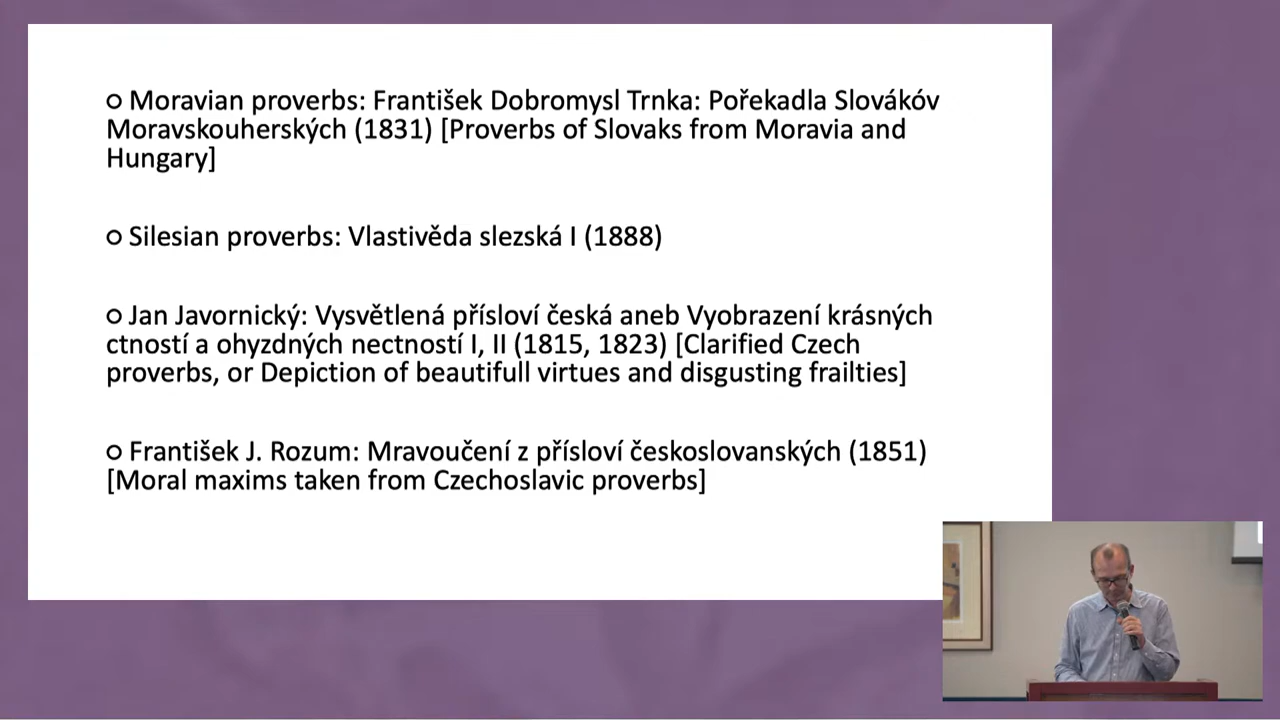 ○ Moravian proverbs: František Dobromysl Trnka: Pořekadla Slovákóv
Moravskouherských (1831) [Proverbs of Slovaks from Moravia and
Hungary]
○ Silesian proverbs: Vlastivěda slezská I (1888)
○ Jan Javornický: Vysvětlená přísloví česká aneb Vyobrazení krásných
ctností a ohyzdných nectností I, II (1815, 1823) [Clarified Czech
proverbs, or Depiction of beautifull virtues and disgusting frailties]
○ František J. Rozum: Mravoučení z přísloví českoslovanských (1851)
[Moral maxims taken from Czechoslavic proverbs]